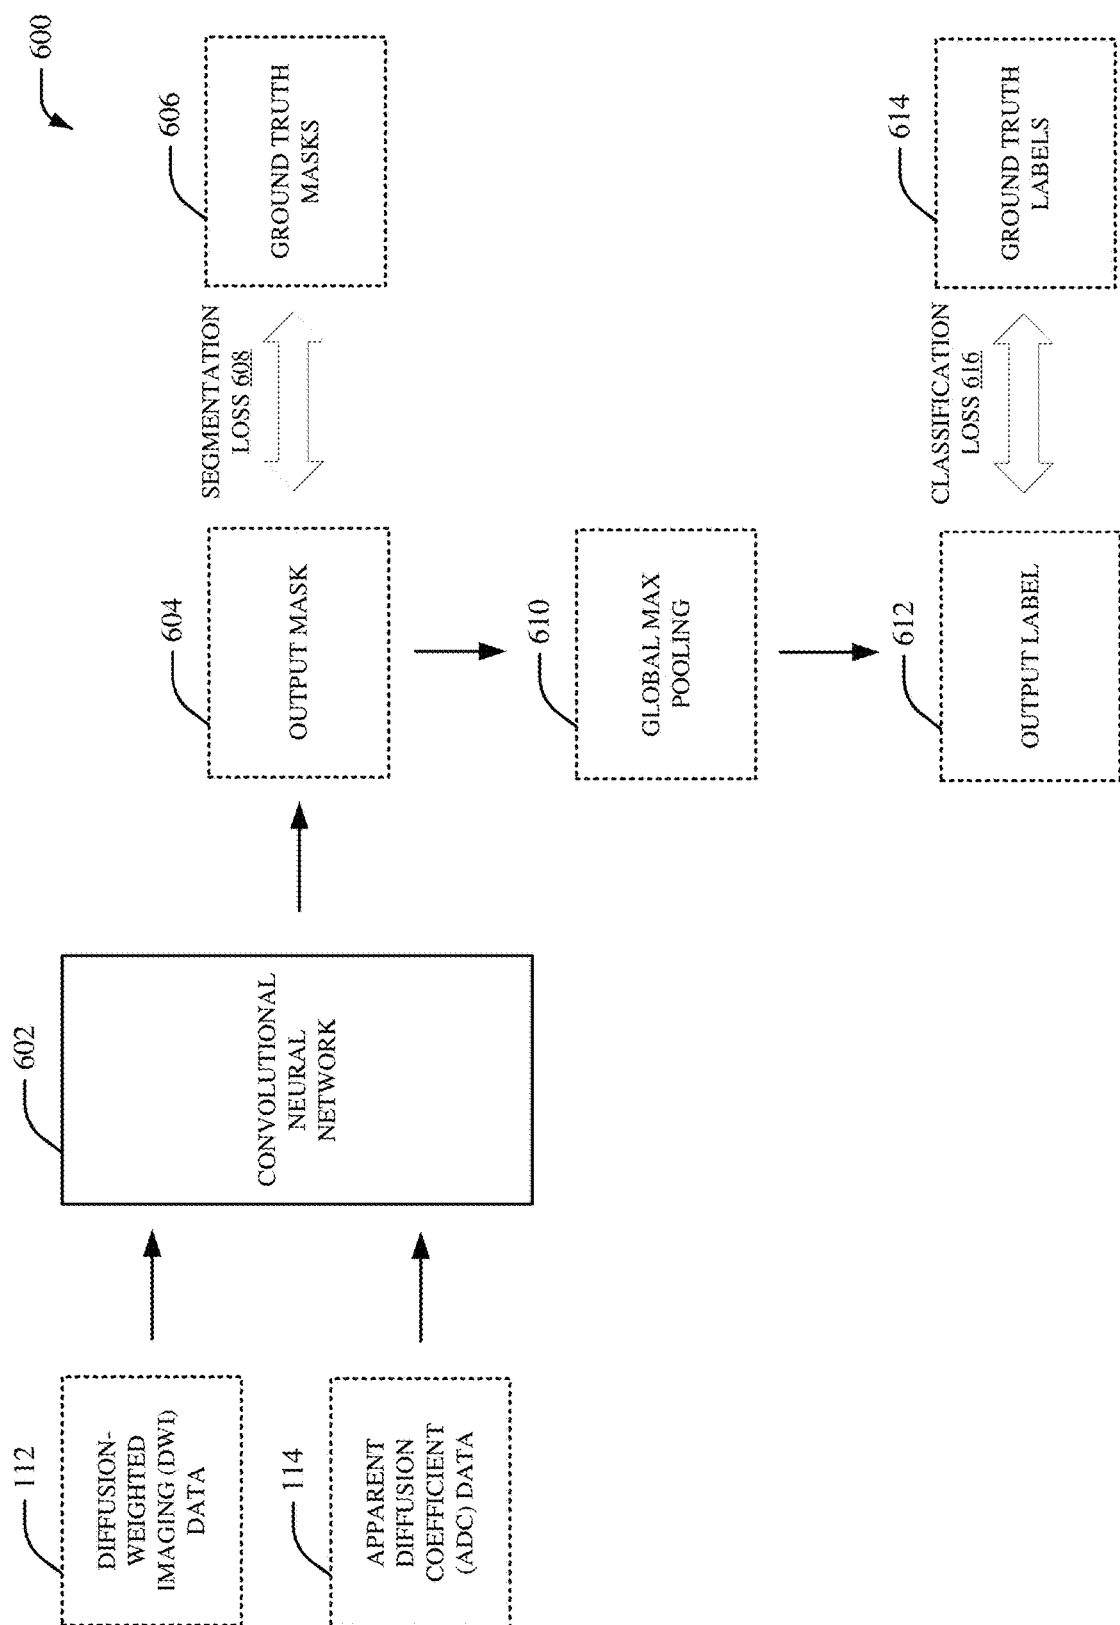 600
112
DIFFUSION-
WEIGHTED
IMAGING (DWI)
DATA
114
APPARENT
DIFFUSION
COEFFICIENT
(ADC) DATA
602
CONVOLUTIONAL
NEURAL
NETWORK
604
OUTPUT MASK
SEGMENTATION
LOSS 608
606
GROUND TRUTH
MASKS
610
GLOBAL MAX
POOLING
612
OUTPUT LABEL
CLASSIFICATION
LOSS 616
614
GROUND TRUTH
LABELS